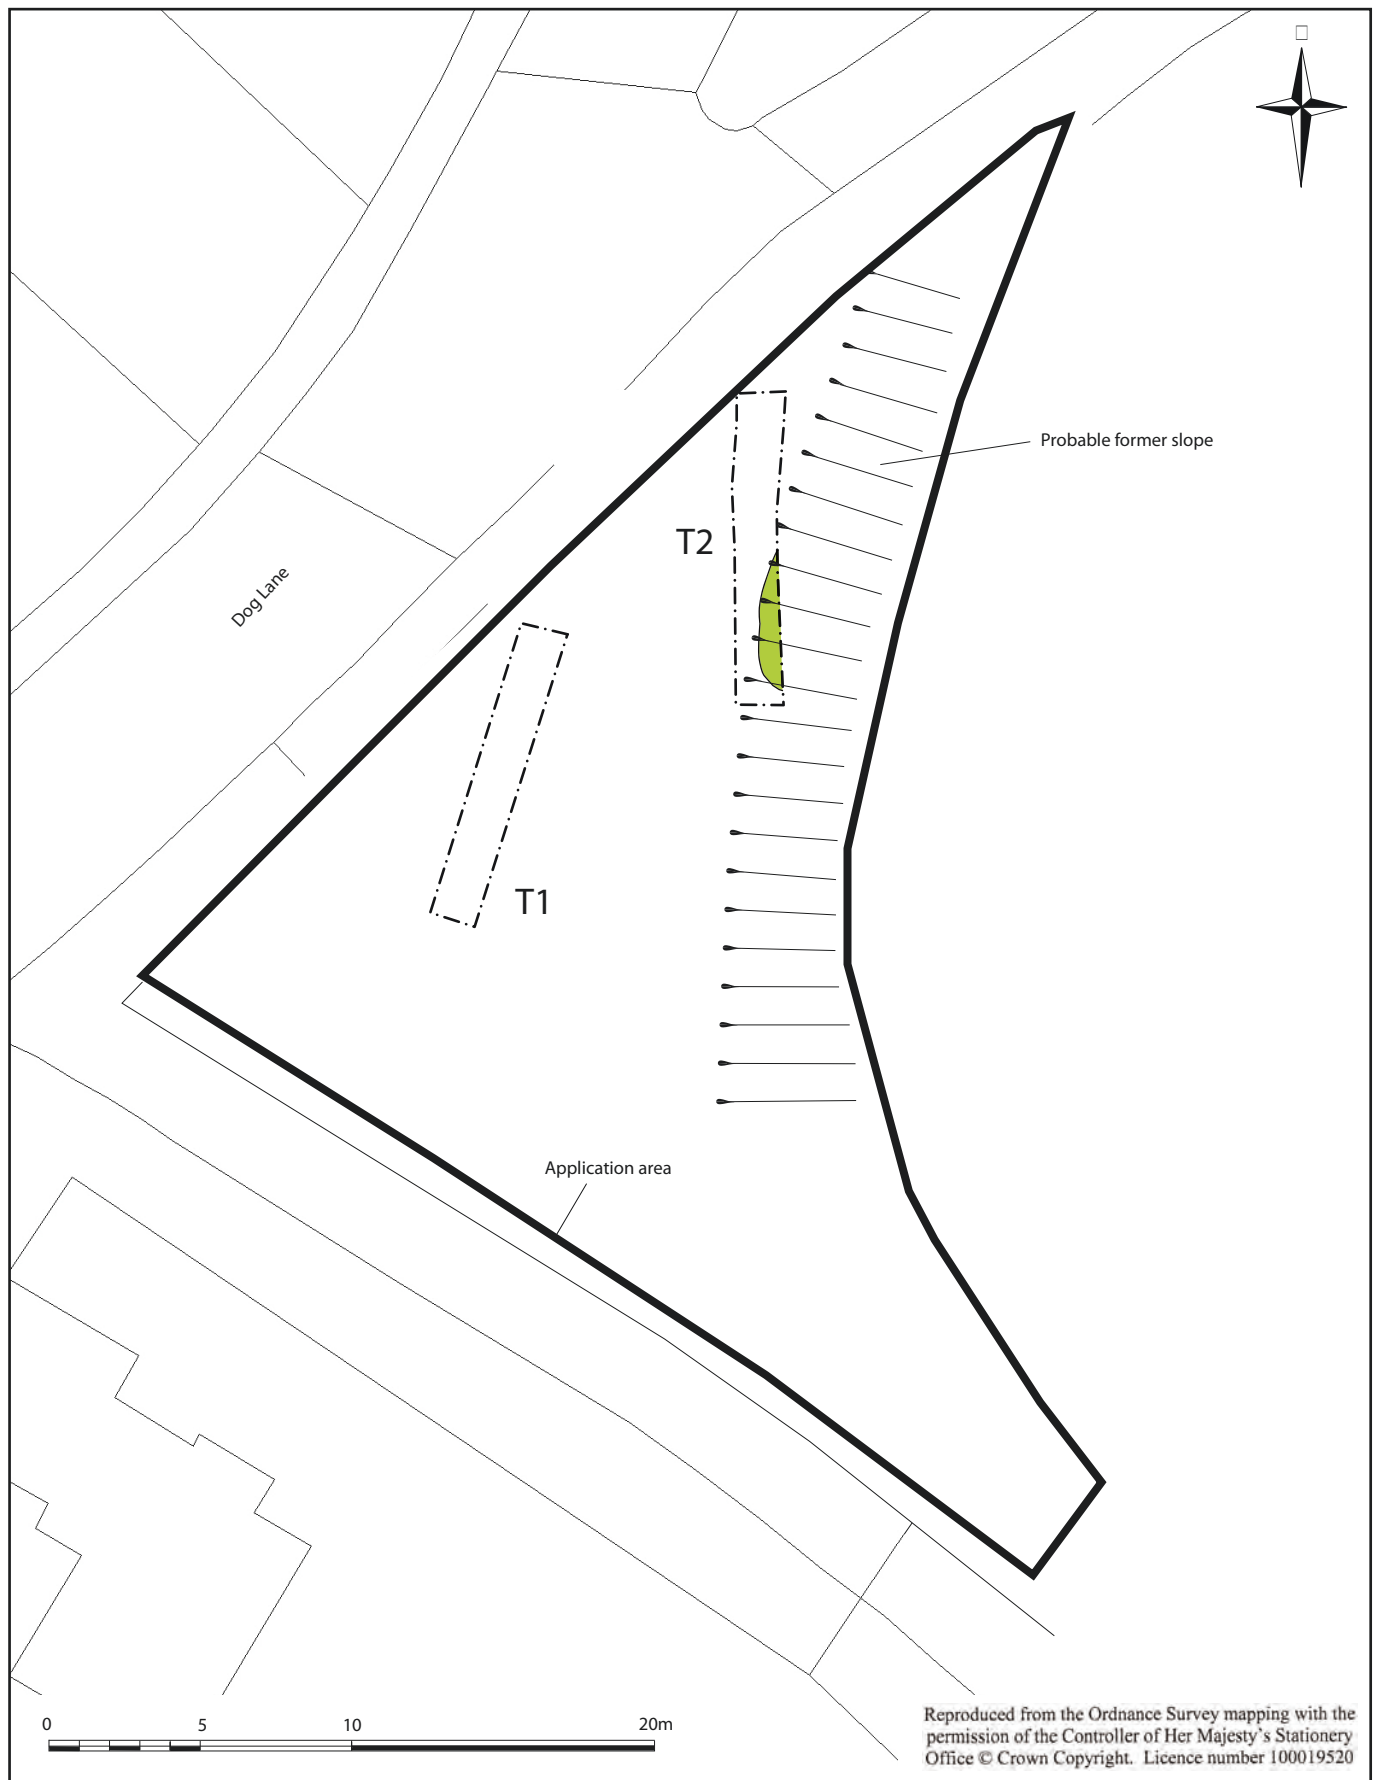 Probable former slope
T2
Dog Lane
T1
Application area
0 5 10 20m
Reproduced from the Ordnance Survey mapping with the
permission of the Controller of Her Majesty's Stationery
Office © Crown Copyright. Licence number 100019520